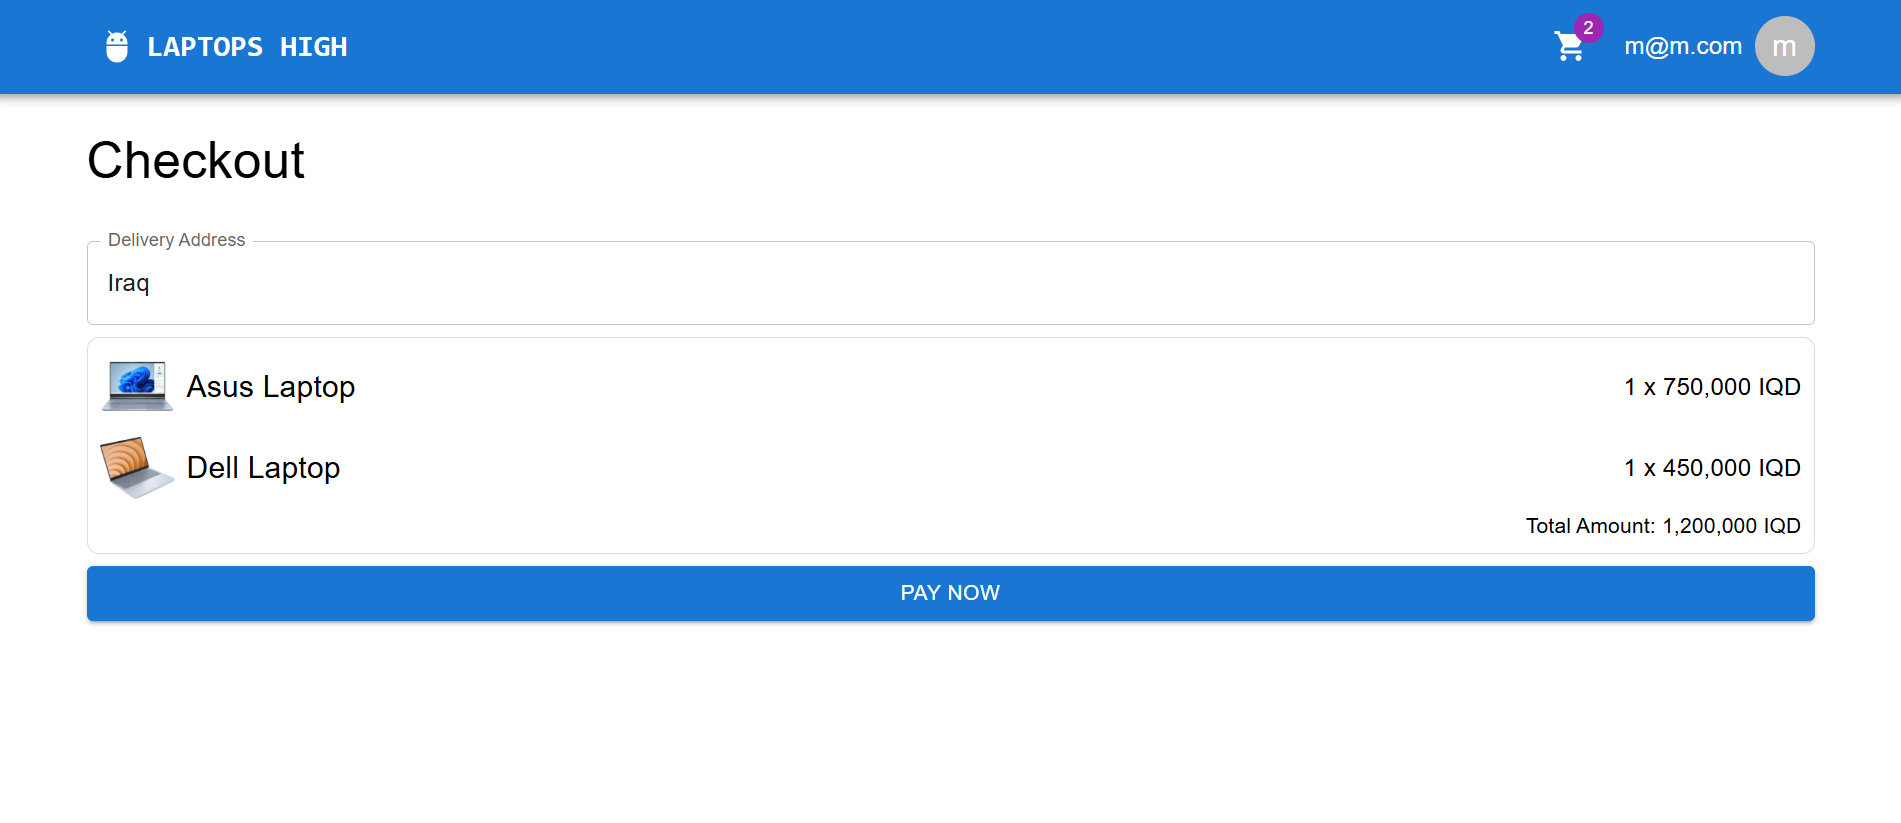 LAPTOPS HIGH
2
m@m.com
m
Checkout
Delivery Address
Iraq
Asus Laptop
1 x 750,000 IQD
Dell Laptop
1 x 450,000 IQD
Total Amount: 1,200,000 IQD
PAY NOW